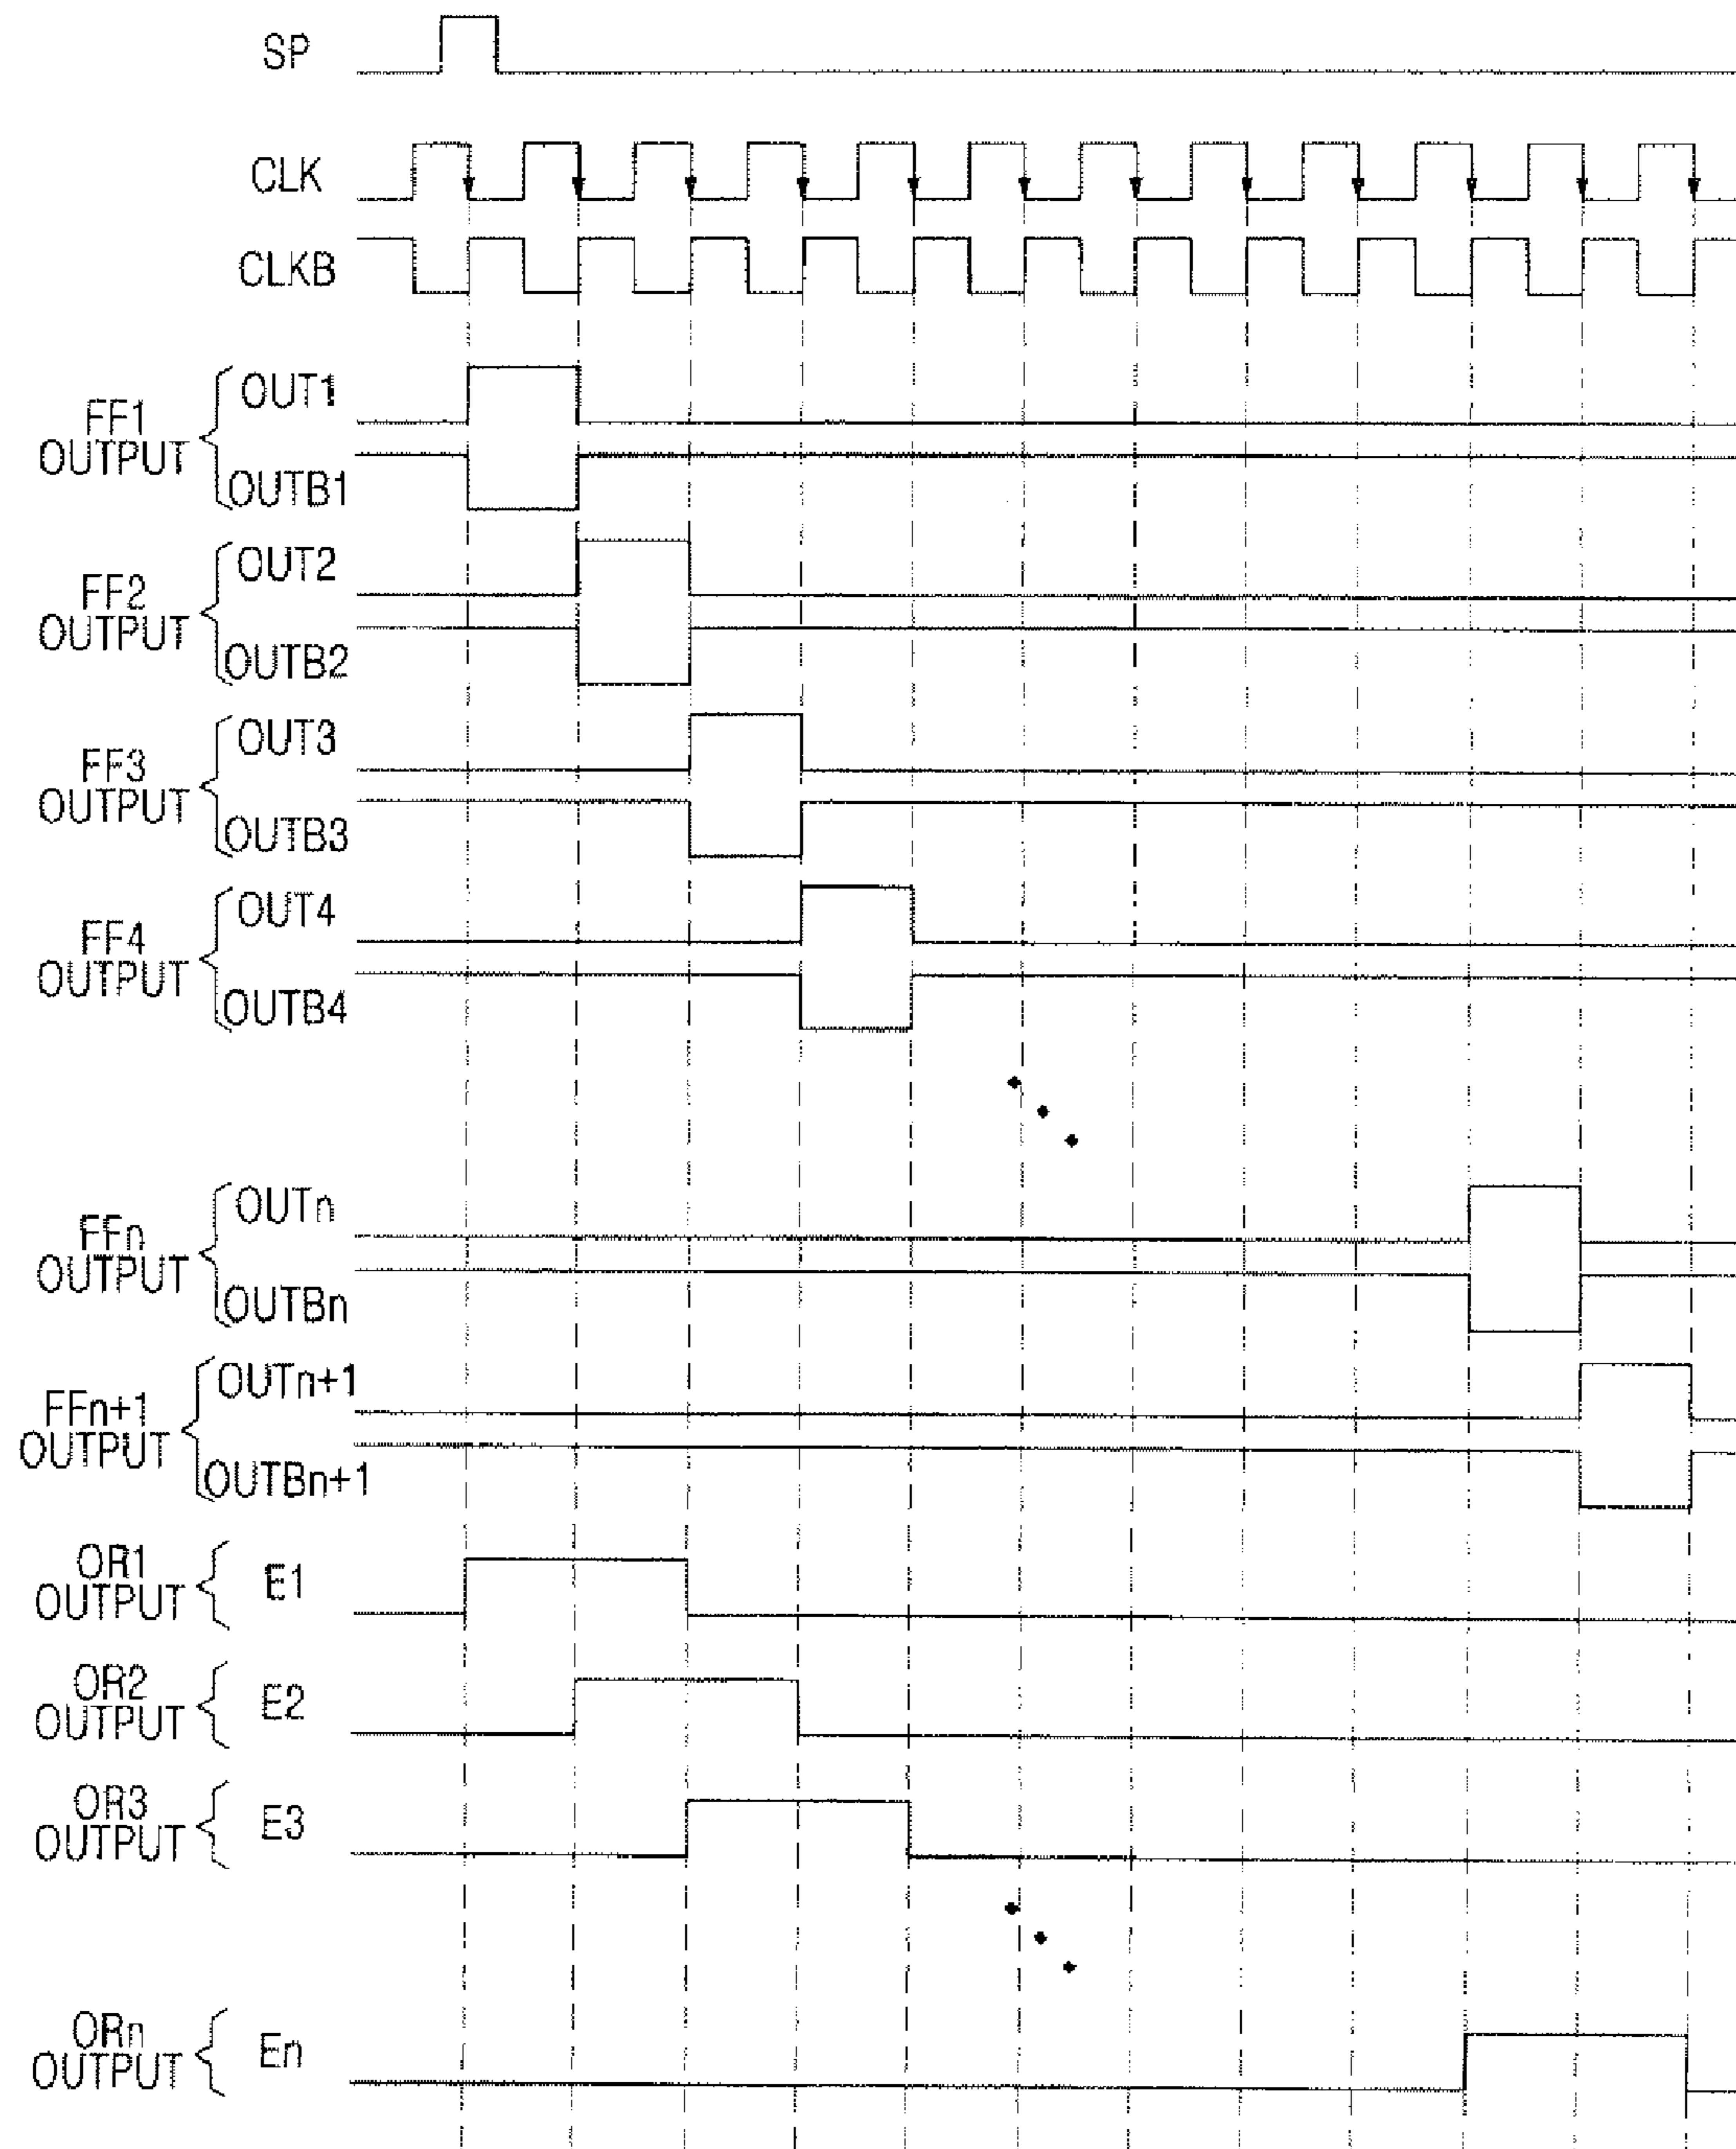 SP
CLK
CLKB
FF1
OUTPUT
OUT1
OUTB1
FF2
OUTPUT
OUT2
OUTB2
FF3
OUTPUT
OUT3
OUTB3
FF4
OUTPUT
OUT4
OUTB4
FFn
OUTPUT
OUTn
OUTBn
FFn+1
OUTPUT
OUTn+1
OUTBn+1
OR1
OUTPUT
E1
OR2
OUTPUT
E2
OR3
OUTPUT
E3
ORn
OUTPUT
En